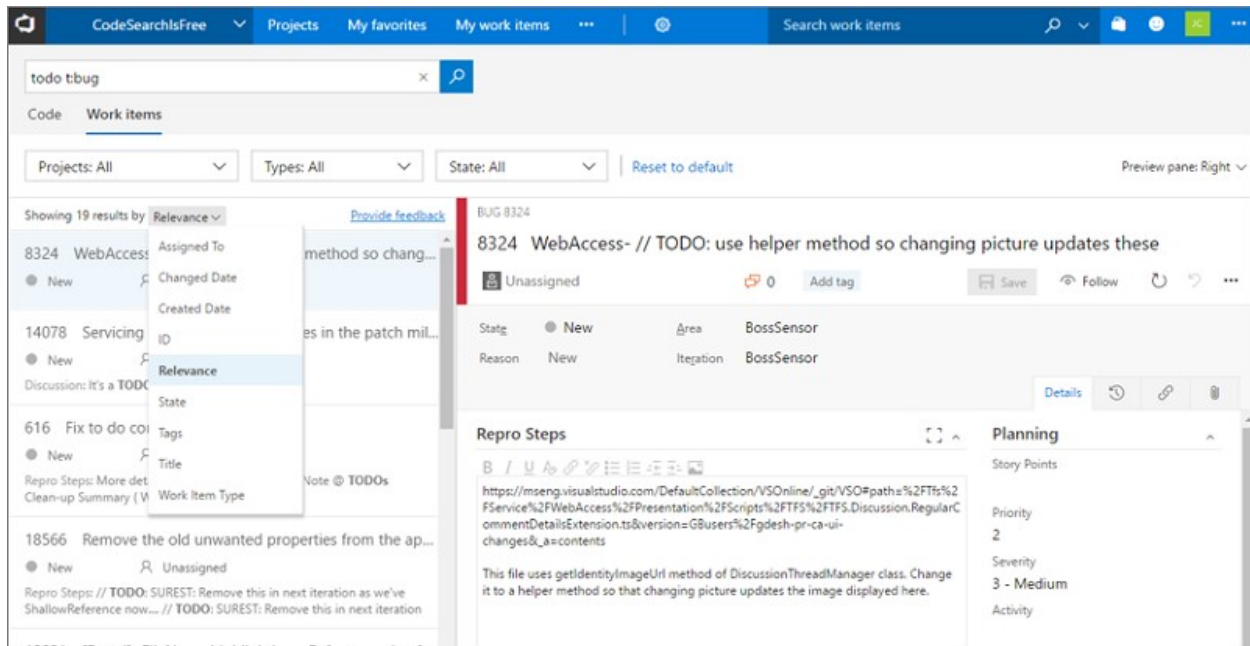 CodeSearchIsFree Projects My favorites My work items ... Search work items JC ...
todo t:bug
Code Work items
Projects: All Types: All State: All Reset to default Preview pane: Right
Showing 19 results by Relevance Provide feedback
Assigned To
Changed Date
Created Date
ID
Relevance
State
Tags
Title
Work Item Type
8324 WebAccess method so chang...
New
14078 Servicing es in the patch mil...
New
Discussion: It's a TODO
616 Fix to do co
New
Repro Steps: More det Note @ TODOs
Clean-up Summary ( W
18566 Remove the old unwanted properties from the ap...
New Unassigned
Repro Steps: // TODO: SUREST: Remove this in next iteration as we've
ShallowReference now.... // TODO: SUREST: Remove this in next iteration
BUG 8324
8324 WebAccess- // TODO: use helper method so changing picture updates these
Unassigned 0 Add tag Save Follow ...
State New Area BossSensor
Reason New Iteration BossSensor
Details
Repro Steps
B I U
https://mseng.visualstudio.com/DefaultCollection/VSOnline/_git/VSO#path=%2FTfs%2
FService%2FWebAccess%2FPresentation%2FScripts%2FTFS%2FTFS.Discussion.RegularC
ommentDetailsExtension.ts&version=GBusers%2Fgdesh-pr-ca-ui-
changes&_a=contents
This file uses getIdentityImageUrl method of DiscussionThreadManager class. Change
it to a helper method so that changing picture updates the image displayed here.
Planning
Story Points
Priority
2
Severity
3 - Medium
Activity